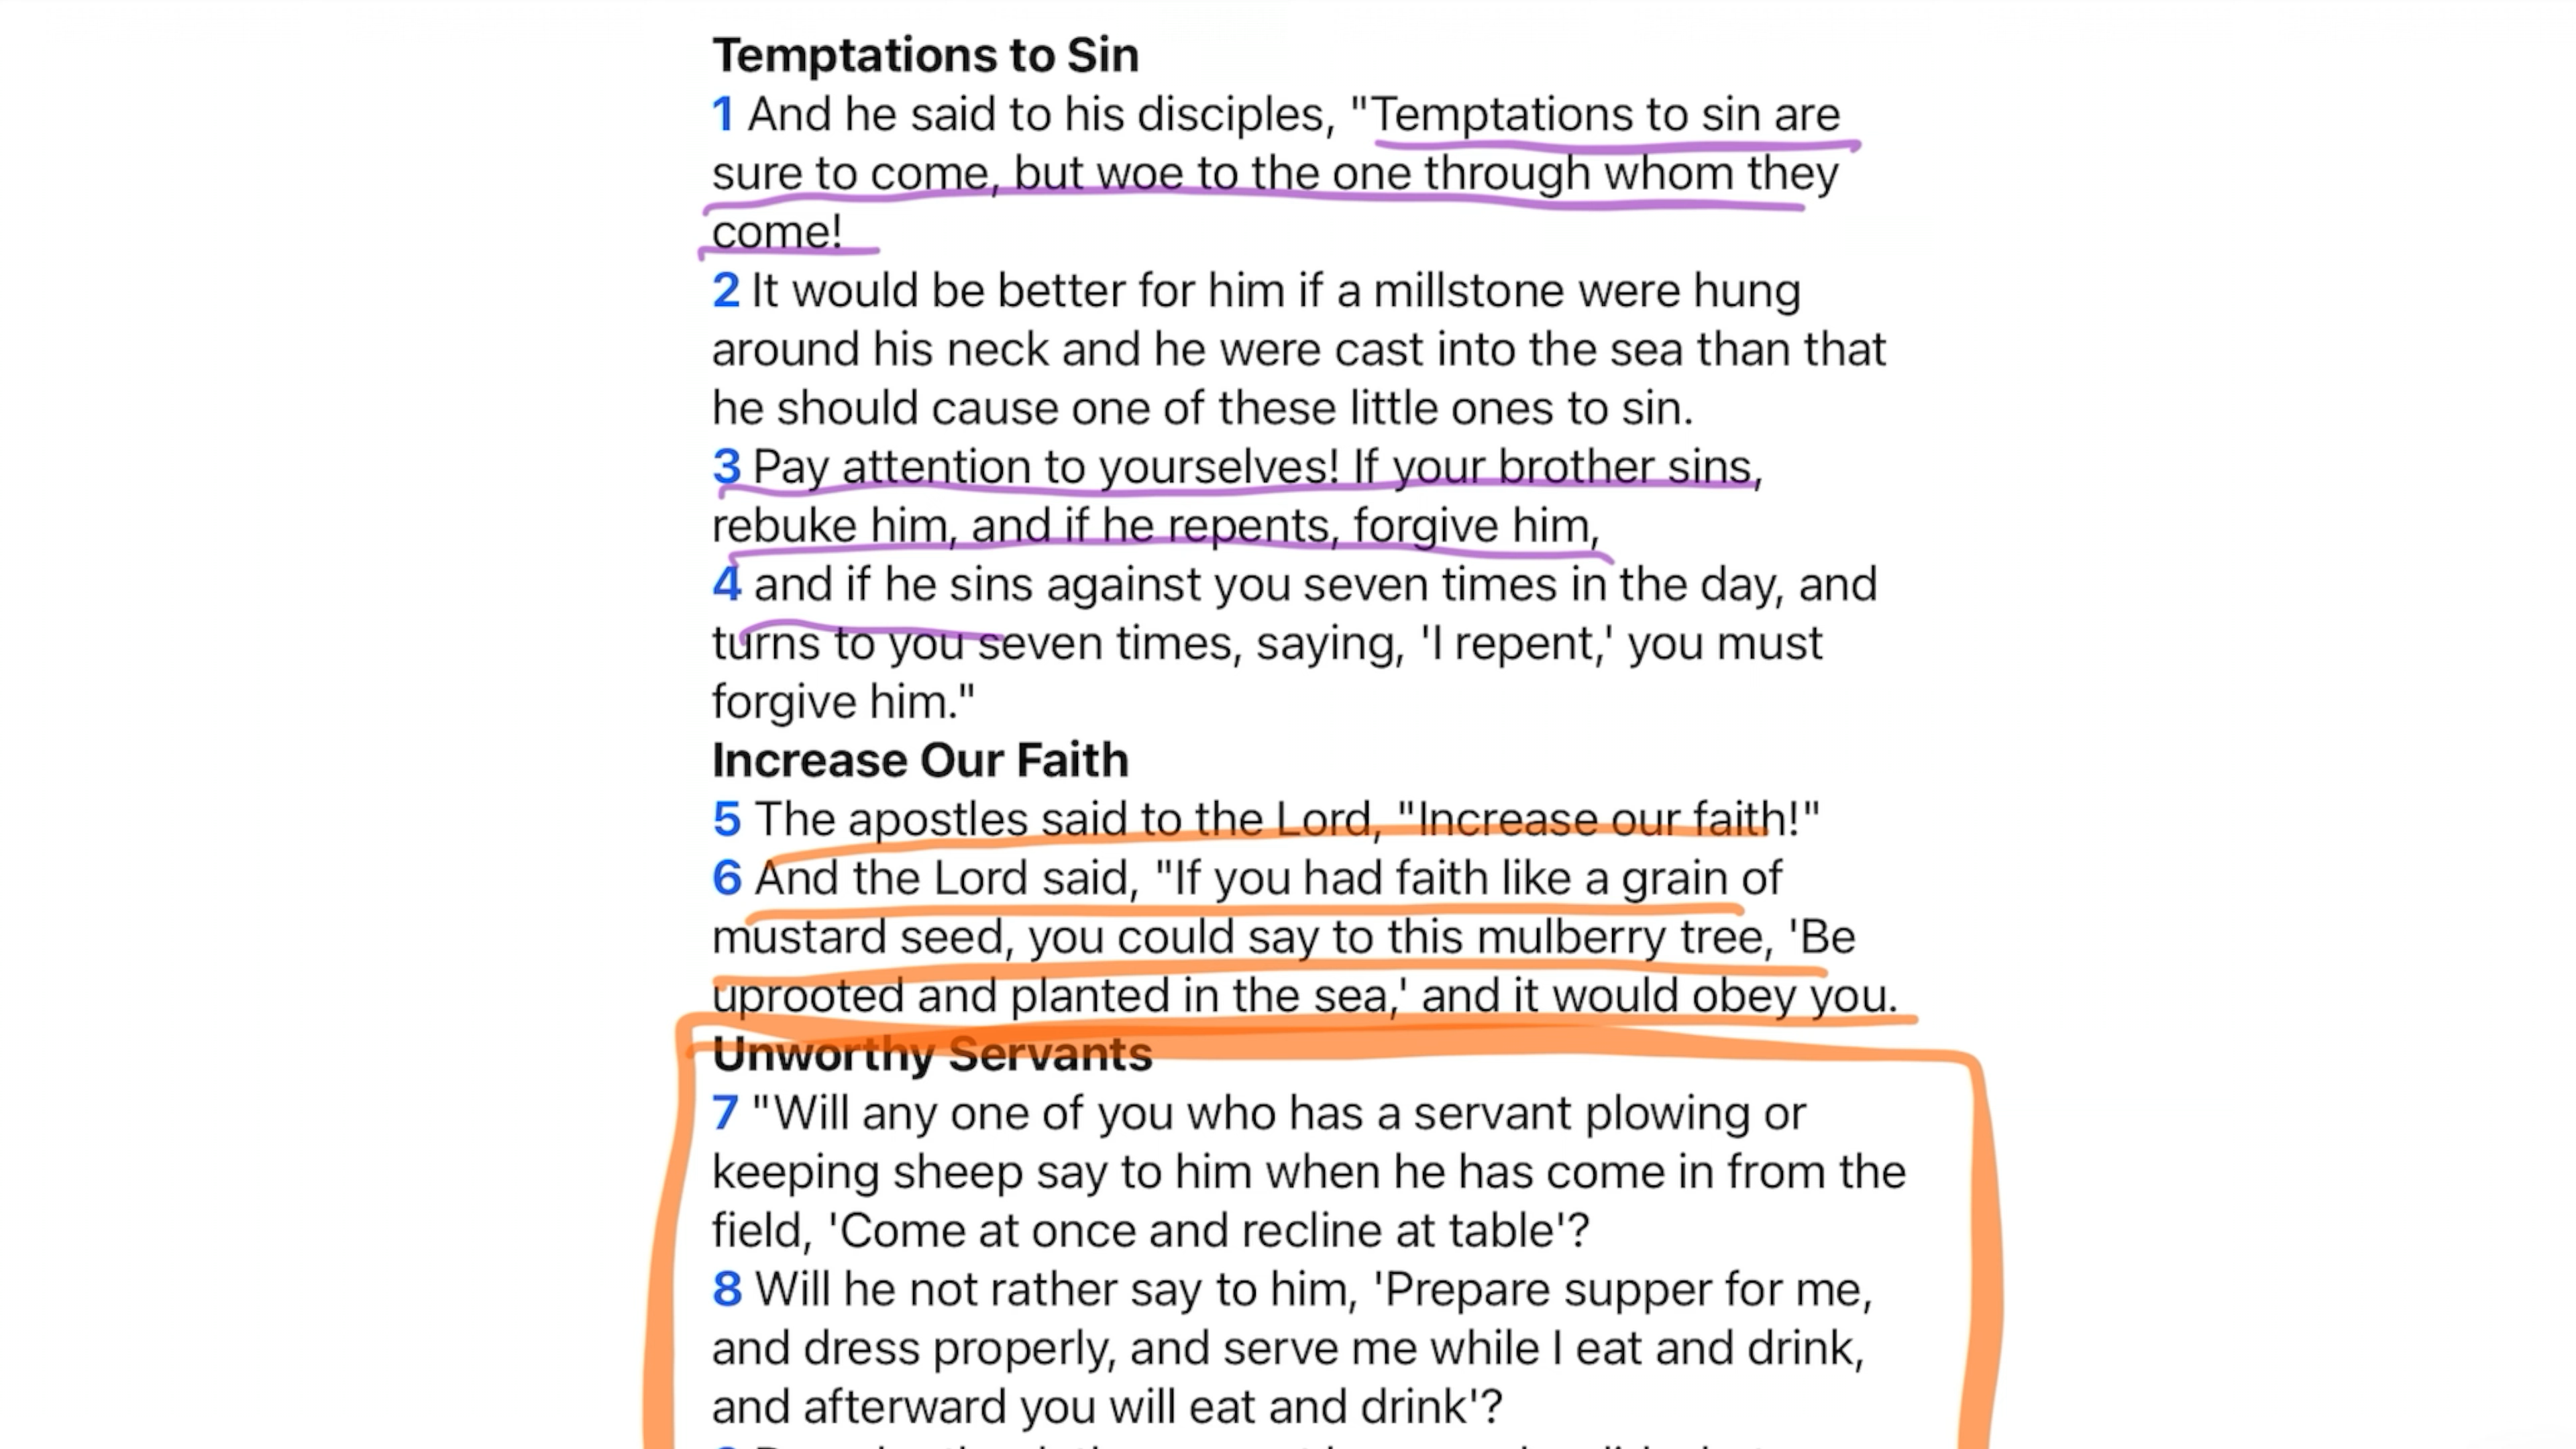 Temptations to Sin
1 And he said to his disciples, "Temptations to sin are
sure to come, but woe to the one through whom they
come!
2 It would be better for him if a millstone were hung
around his neck and he were cast into the sea than that
he should cause one of these little ones to sin.
3 Pay attention to yourselves! If your brother sins,
rebuke him, and if he repents, forgive him,
4 and if he sins against you seven times in the day, and
turns to you seven times, saying, 'I repent,' you must
forgive him."
Increase Our Faith
5 The apostles said to the Lord, "Increase our faith!"
6 And the Lord said, "If you had faith like a grain of
mustard seed, you could say to this mulberry tree, 'Be
uprooted and planted in the sea,' and it would obey you.
Unworthy Servants
7 "Will any one of you who has a servant plowing or
keeping sheep say to him when he has come in from the
field, 'Come at once and recline at table'?
8 Will he not rather say to him, 'Prepare supper for me,
and dress properly, and serve me while I eat and drink,
and afterward you will eat and drink'?